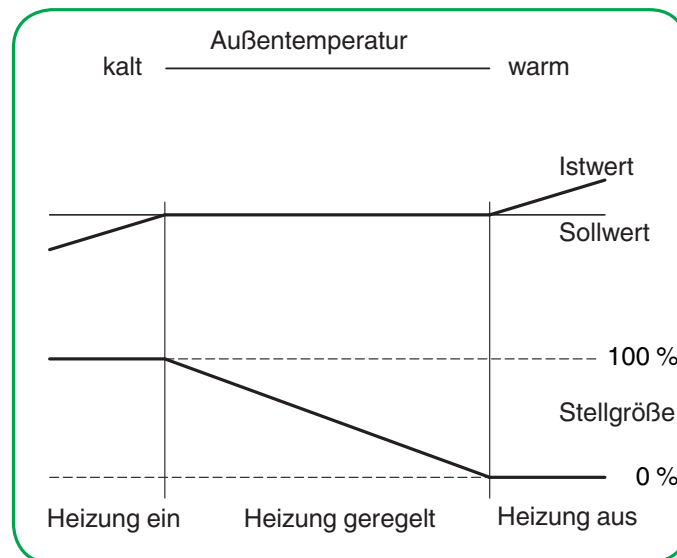 Außentemperatur
kalt warm
Istwert
Sollwert
100 %
Stellgröße
0 %
Heizung ein Heizung geregelt Heizung aus